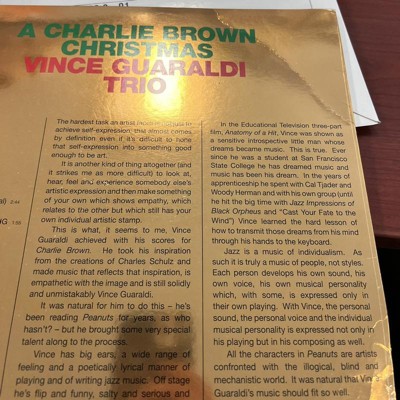 A CHARLIE BROWN
CHRISTMAS
VINCE GUARALDI
TRIO
The hardest task an artist
achieve self-expression; this almost comes
by definition even if it's difficult to hone
that self-expression into something good
enough to be art.
It is another kind of thing altogether (and
it strikes me as more difficult) to look at,
hear, feel and experience somebody else's
artistic expression and then make something
of your own which shows empathy, which
relates to the other but which still has your
own individual artistic stamp.
This is what, it seems to me, Vince
Guaraldi achieved with his scores for
Charlie Brown. He took his inspiration
from the creations of Charles Schulz and
made music that reflects that inspiration, is
empathetic with the image and is still solidly
and unmistakably Vince Guaraldi.
It was natural for him to do this – he's
been reading Peanuts for years, as who
hasn't? – but he brought some very special
talent along to the process.
Vince has big ears, a wide range of
feeling and a poetically lyrical manner of
playing and of writing jazz music. Off stage
he's flip and funny, salty and serious and
In the Educational Television three-part
film, Anatomy of a Hit, Vince was shown as
a sensitive introspective little man whose
dreams became music. This is true. Ever
since he was a student at San Francisco
State College he has dreamed music and
music has been his dream. In the years of
apprenticeship he spent with Cal Tjader and
Woody Herman and with his own group (until
he hit the big time with Jazz Impressions of
Black Orpheus and "Cast Your Fate to the
Wind") Vince learned the hard lesson of
how to transmit those dreams from his mind
through his hands to the keyboard.
Jazz is a music of individualism. As
such it is truly a music of people, not styles.
Each person develops his own sound, his
own voice, his own musical personality
which, with some, is expressed only in
their own playing. With Vince, the personal
sound, the personal voice and the individual
musical personality is expressed not only in
his playing but in his composing as well.
All the characters in Peanuts are artists
confronted with the illogical, blind and
mechanistic world. It was natural that Vince
Guaraldi's music should fit so well.
al) 2:44
NG 1:55